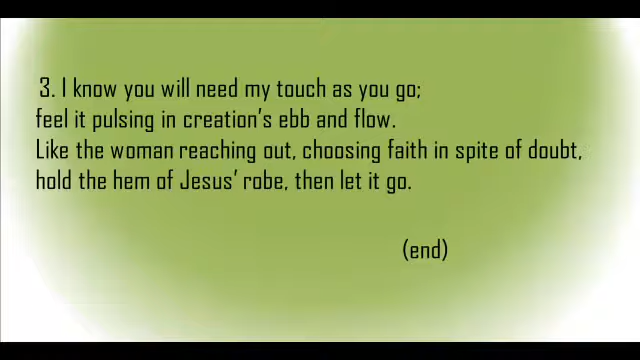 3. I know you will need my touch as you go;
feel it pulsing in creation's ebb and flow.
Like the woman reaching out, choosing faith in spite of doubt,
hold the hem of Jesus' robe, then let it go.
(end)